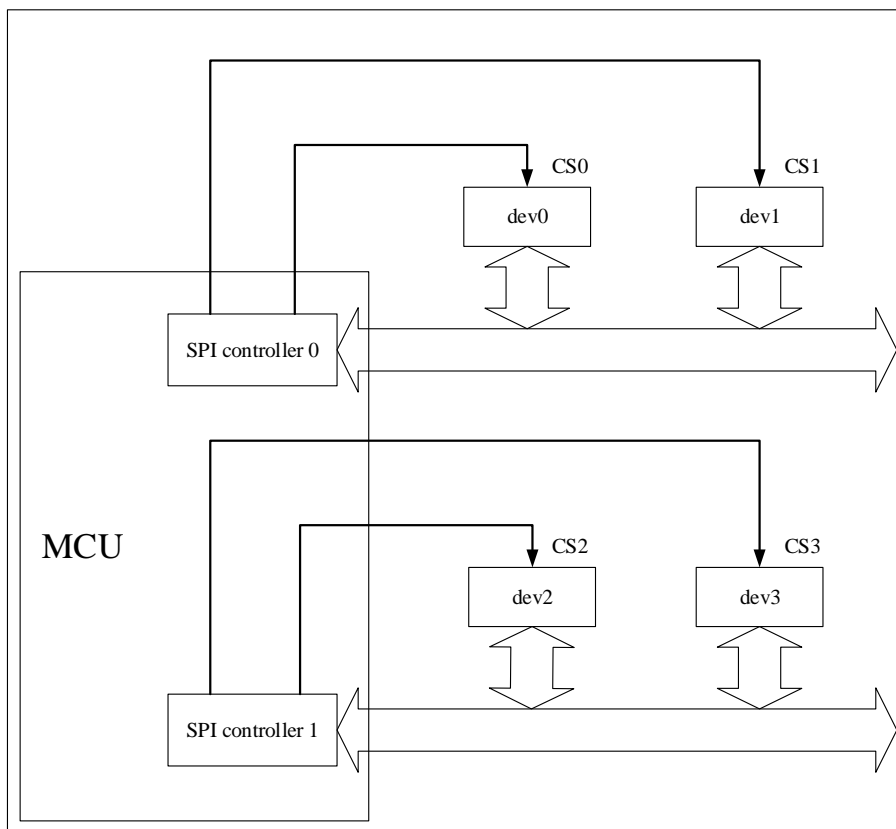 CS0
CS1
dev0
dev1
SPI controller 0
MCU
CS2
CS3
dev2
dev3
SPI controller 1